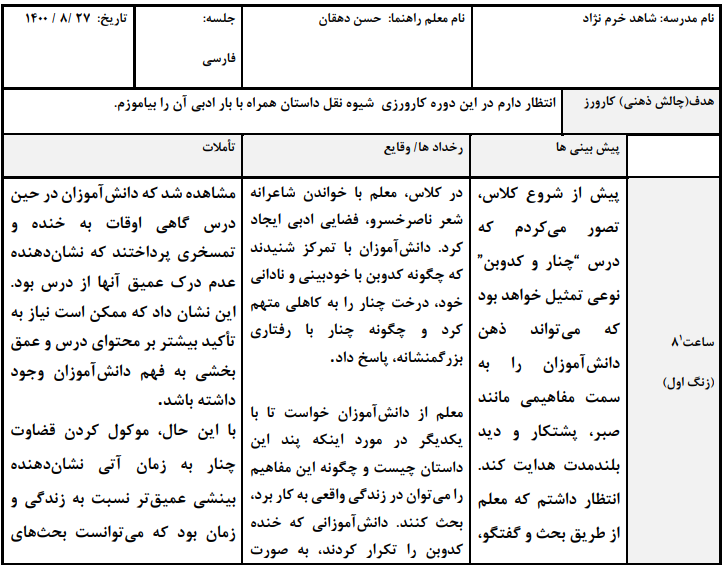 نام مدرسه: شاهد خرم نژاد
نام معلم راهنما: حسن دهقان
جلسه:
فارسی
تاریخ: ۲۷ /۸ / ۱۴۰۰
هدف(چالش ذهنی) کارورز
انتظار دارم در این دوره کارورزی شیوه نقل داستان همراه با بار ادبی آن را بیاموزم.
پیش بینی ها
رخداد ها/ وقایع
تأملات
ساعت۸¹
(زنگ اول)
پیش از شروع کلاس،
تصور می‌کردم که
درس “چنار و کدوبن”
نوعی تمثیل خواهد بود
که می‌تواند ذهن
دانش‌آموزان را به
سمت مفاهیمی مانند
صبر، پشتکار و دید
بلندمدت هدایت کند.
انتظار داشتم که معلم
از طریق بحث و گفتگو،
در کلاس، معلم با خواندن شاعرانه
شعر ناصرخسرو، فضایی ادبی ایجاد
کرد. دانش‌آموزان با تمرکز شنیدند
که چگونه کدوبن با خودبینی و نادانی
خود، درخت چنار را به کاهلی متهم
کرد و چگونه چنار با رفتاری
بزرگمنشانه، پاسخ داد.
معلم از دانش‌آموزان خواست تا با
یکدیگر در مورد اینکه پند این
داستان چیست و چگونه این مفاهیم
را می‌توان در زندگی واقعی به کار برد،
بحث کنند. دانش‌آموزانی که خنده
کدوبن را تکرار کردند، به صورت
مشاهده شد که دانش‌آموزان در حین
درس گاهی اوقات به خنده و
تمسخری پرداختند که نشان‌دهنده
عدم درک عمیق آنها از درس بود.
این نشان داد که ممکن است نیاز به
تأکید بیشتر بر محتوای درس و عمق
بخشی به فهم دانش‌آموزان وجود
داشته باشد.
با این حال، موکول کردن قضاوت
چنار به زمان آتی نشان‌دهنده
بینشی عمیق‌تر نسبت به زندگی و
زمان بود که می‌توانست بحث‌های